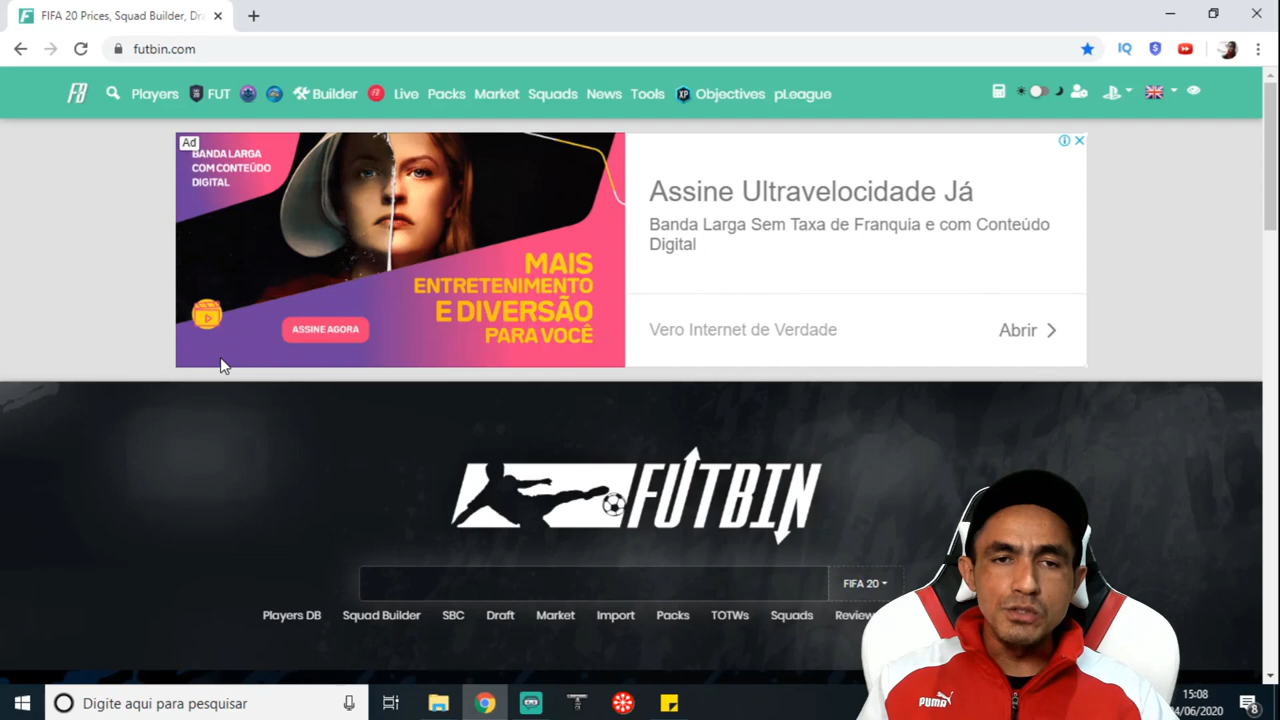 FIFA 20 Prices, Squad Builder, Dra
futbin.com
IQ
FB
Players FUT Builder Live Packs Market Squads News Tools XP Objectives pLeague
Ad
BANDA LARGA
COM CONTEÚDO
DIGITAL
MAIS
ENTRETENIMENTO
E DIVERSÃO
PARA VOCÊ
ASSINE AGORA
Assine Ultravelocidade Já
Banda Larga Sem Taxa de Franquia e com Conteúdo
Digital
Vero Internet de Verdade
Abrir
FUTBIN
FIFA 20
Players DB Squad Builder SBC Draft Market Import Packs TOTWs Squads Review
PUMA
Digite aqui para pesquisar
15:08
04/06/2020
8